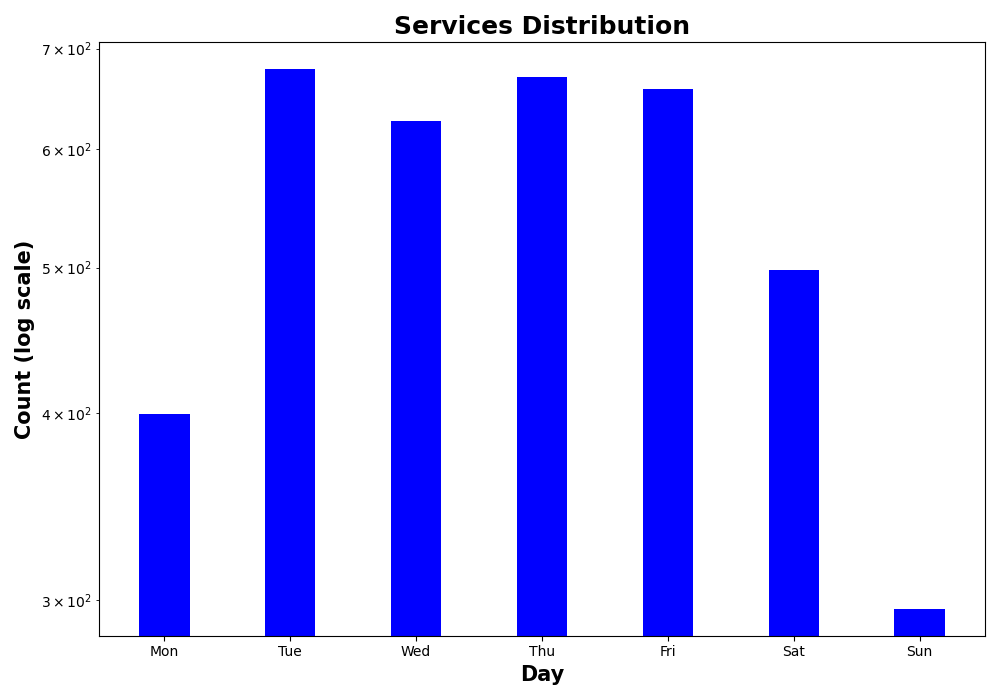 Services Distribution
Count (log scale)
7 × 10²
6 × 10²
5 × 10²
4 × 10²
3 × 10²
Mon Tue Wed Thu Fri Sat Sun
Day